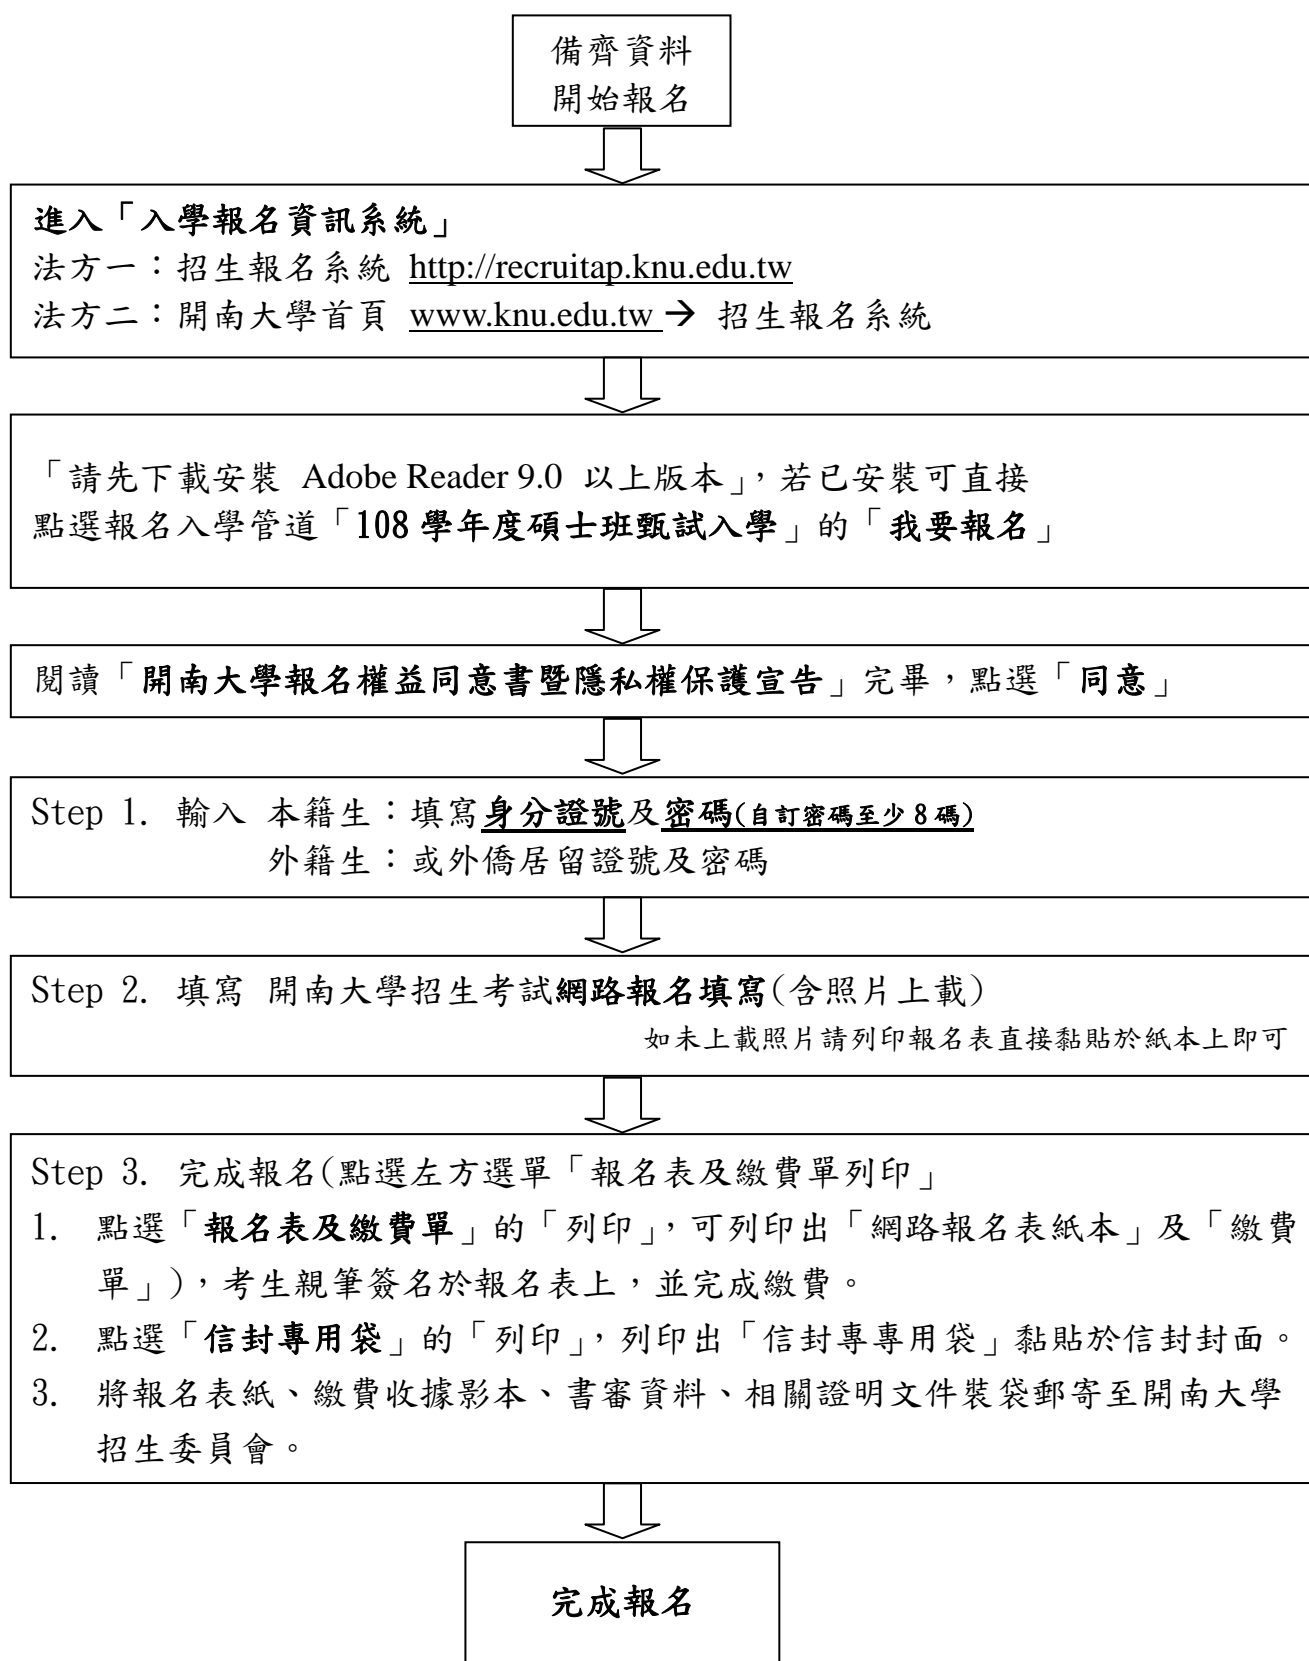 備齊資料
開始報名
進入「入學報名資訊系統」
法方一：招生報名系統 http://recruitap.knu.edu.tw
法方二：開南大學首頁 www.knu.edu.tw → 招生報名系統
「請先下載安裝 Adobe Reader 9.0 以上版本」，若已安裝可直接
點選報名入學管道「108 學年度碩士班甄試入學」的「我要報名」
閱讀「開南大學報名權益同意書暨隱私權保護宣告」完畢，點選「同意」
Step 1. 輸入 本籍生：填寫身分證號及密碼(自訂密碼至少 8 碼)
外籍生：或外僑居留證號及密碼
Step 2. 填寫 開南大學招生考試網路報名填寫(含照片上載)
如未上載照片請列印報名表直接黏貼於紙本上即可
Step 3. 完成報名(點選左方選單「報名表及繳費單列印」
1. 點選「報名表及繳費單」的「列印」，可列印出「網路報名表紙本」及「繳費
單」)，考生親筆簽名於報名表上，並完成繳費。
2. 點選「信封專用袋」的「列印」，列印出「信封專專用袋」黏貼於信封封面。
3. 將報名表紙、繳費收據影本、書審資料、相關證明文件裝袋郵寄至開南大學
招生委員會。
完成報名